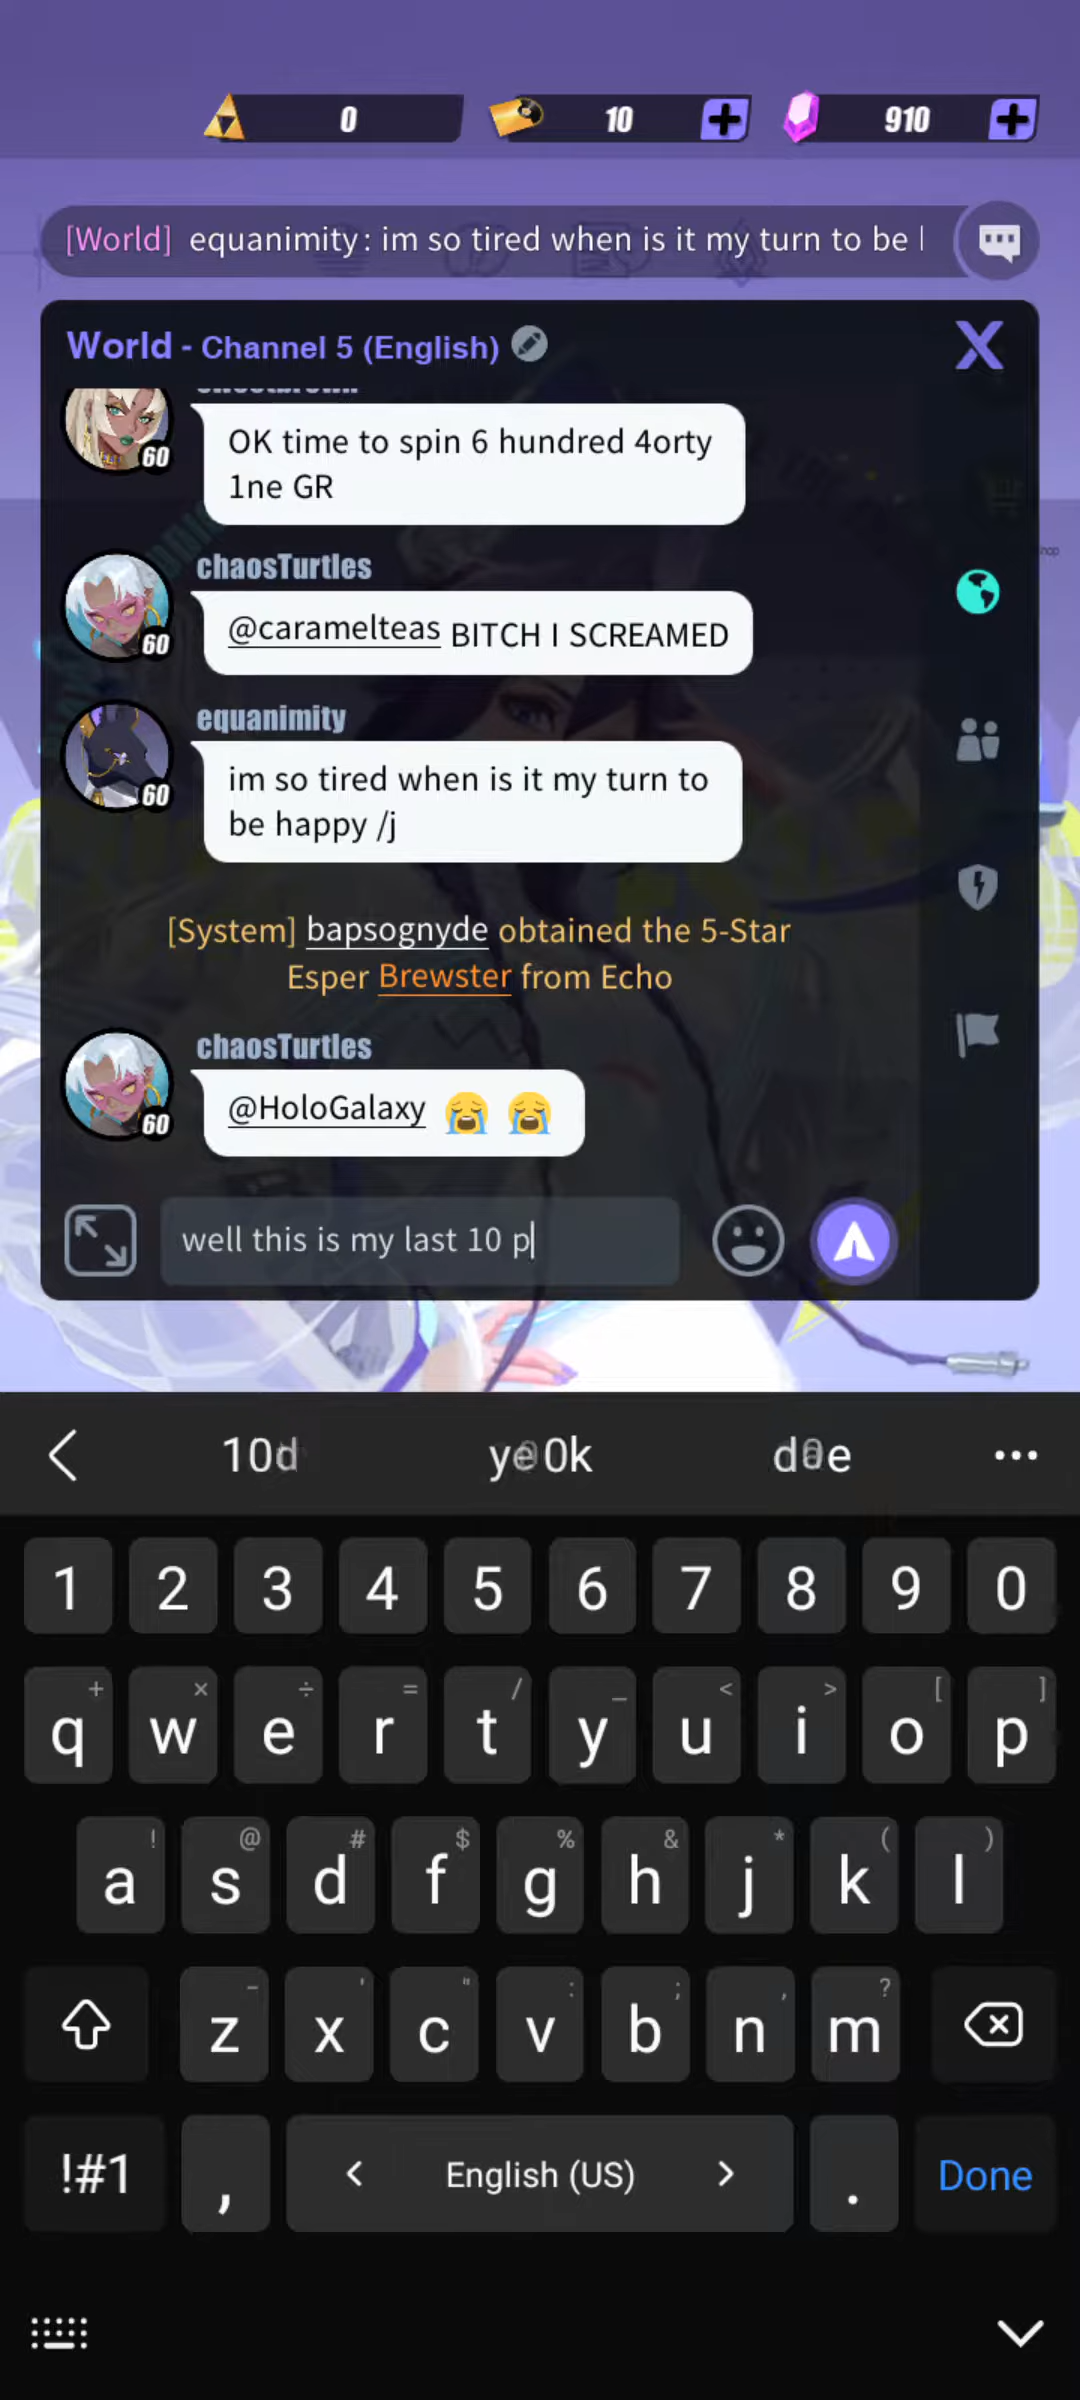 0
10
910
[World] equanimity: im so tired when is it my turn to be
World - Channel 5 (English)
60
OK time to spin 6 hundred 4orty
1ne GR
chaosTurtles
60
@caramelteas BITCH I SCREAMED
equanimity
60
im so tired when is it my turn to
be happy /j
[System] bapsognyde obtained the 5-Star
Esper Brewster from Echo
chaosTurtles
60
@HoloGalaxy 😭 😭
well this is my last 10 p
1 2 3 4 5 6 7 8 9 0
+ × ÷ = / _ < > [ ]
q w e r t y u i o p
! @ # $ % & * ( )
a s d f g h j k l
- ' " : ; , ?
z x c v b n m
!#1 , < English (US) > . Done